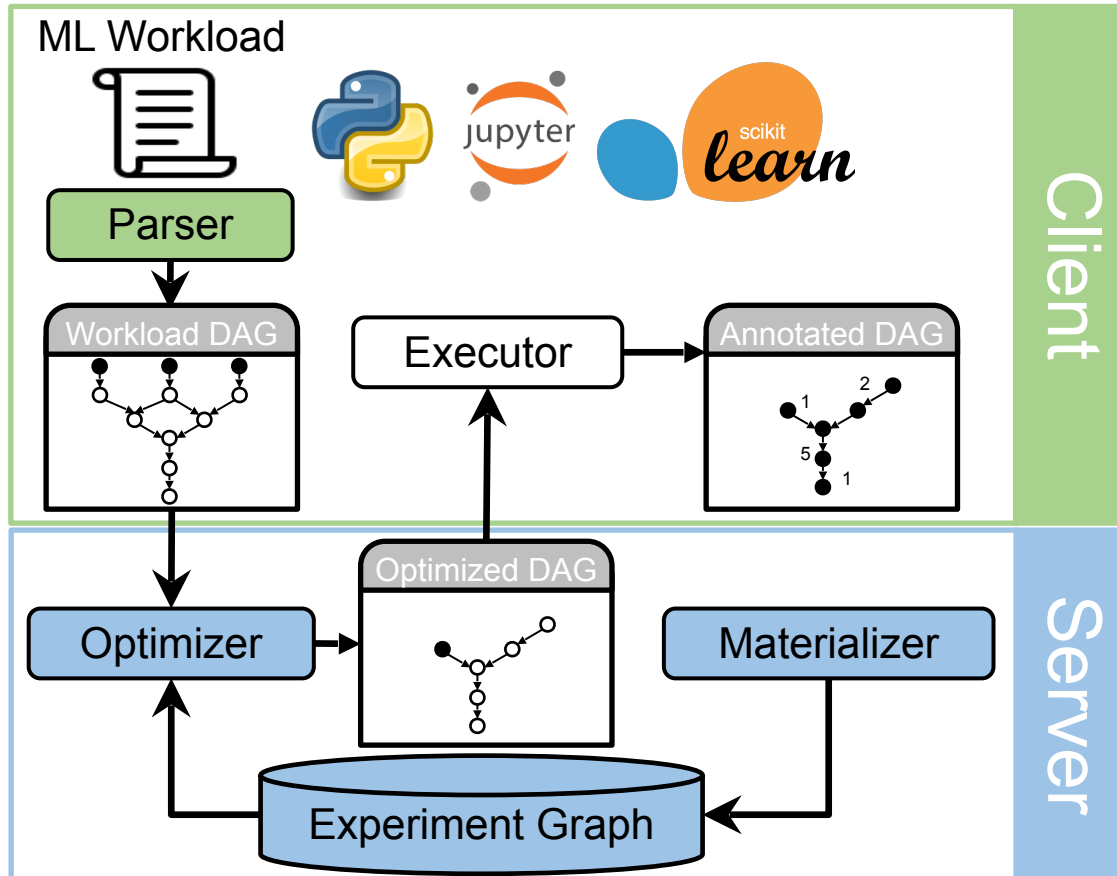 ML Workload
jupyter
scikit
learn
Parser
Workload DAG
Executor
Annotated DAG
2
1
5
1
Client
Optimized DAG
Optimizer
Materializer
Experiment Graph
Server